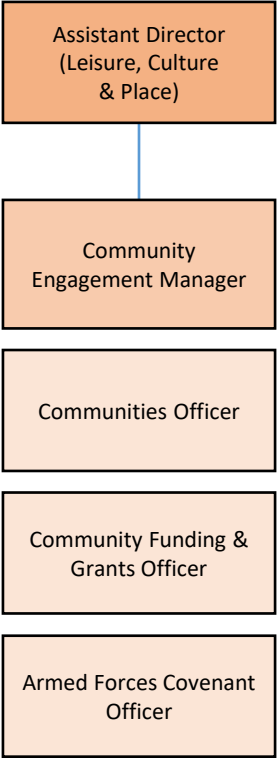 Assistant Director
(Leisure, Culture
& Place)
Community
Engagement Manager
Communities Officer
Community Funding &
Grants Officer
Armed Forces Covenant
Officer